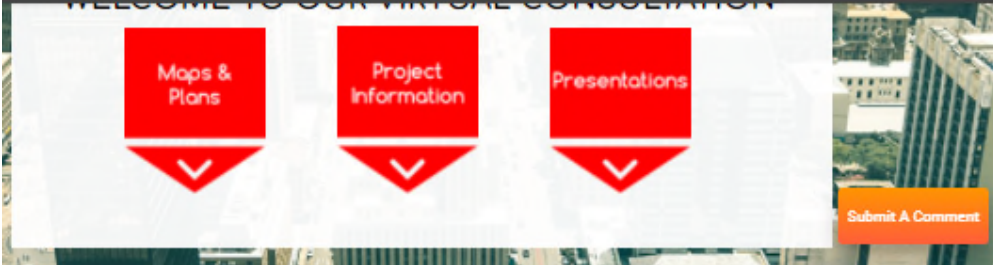 WELCOME TO OUR VIRTUAL CONSULTATION
Maps &
Plans
Project
Information
Presentations
Submit A Comment